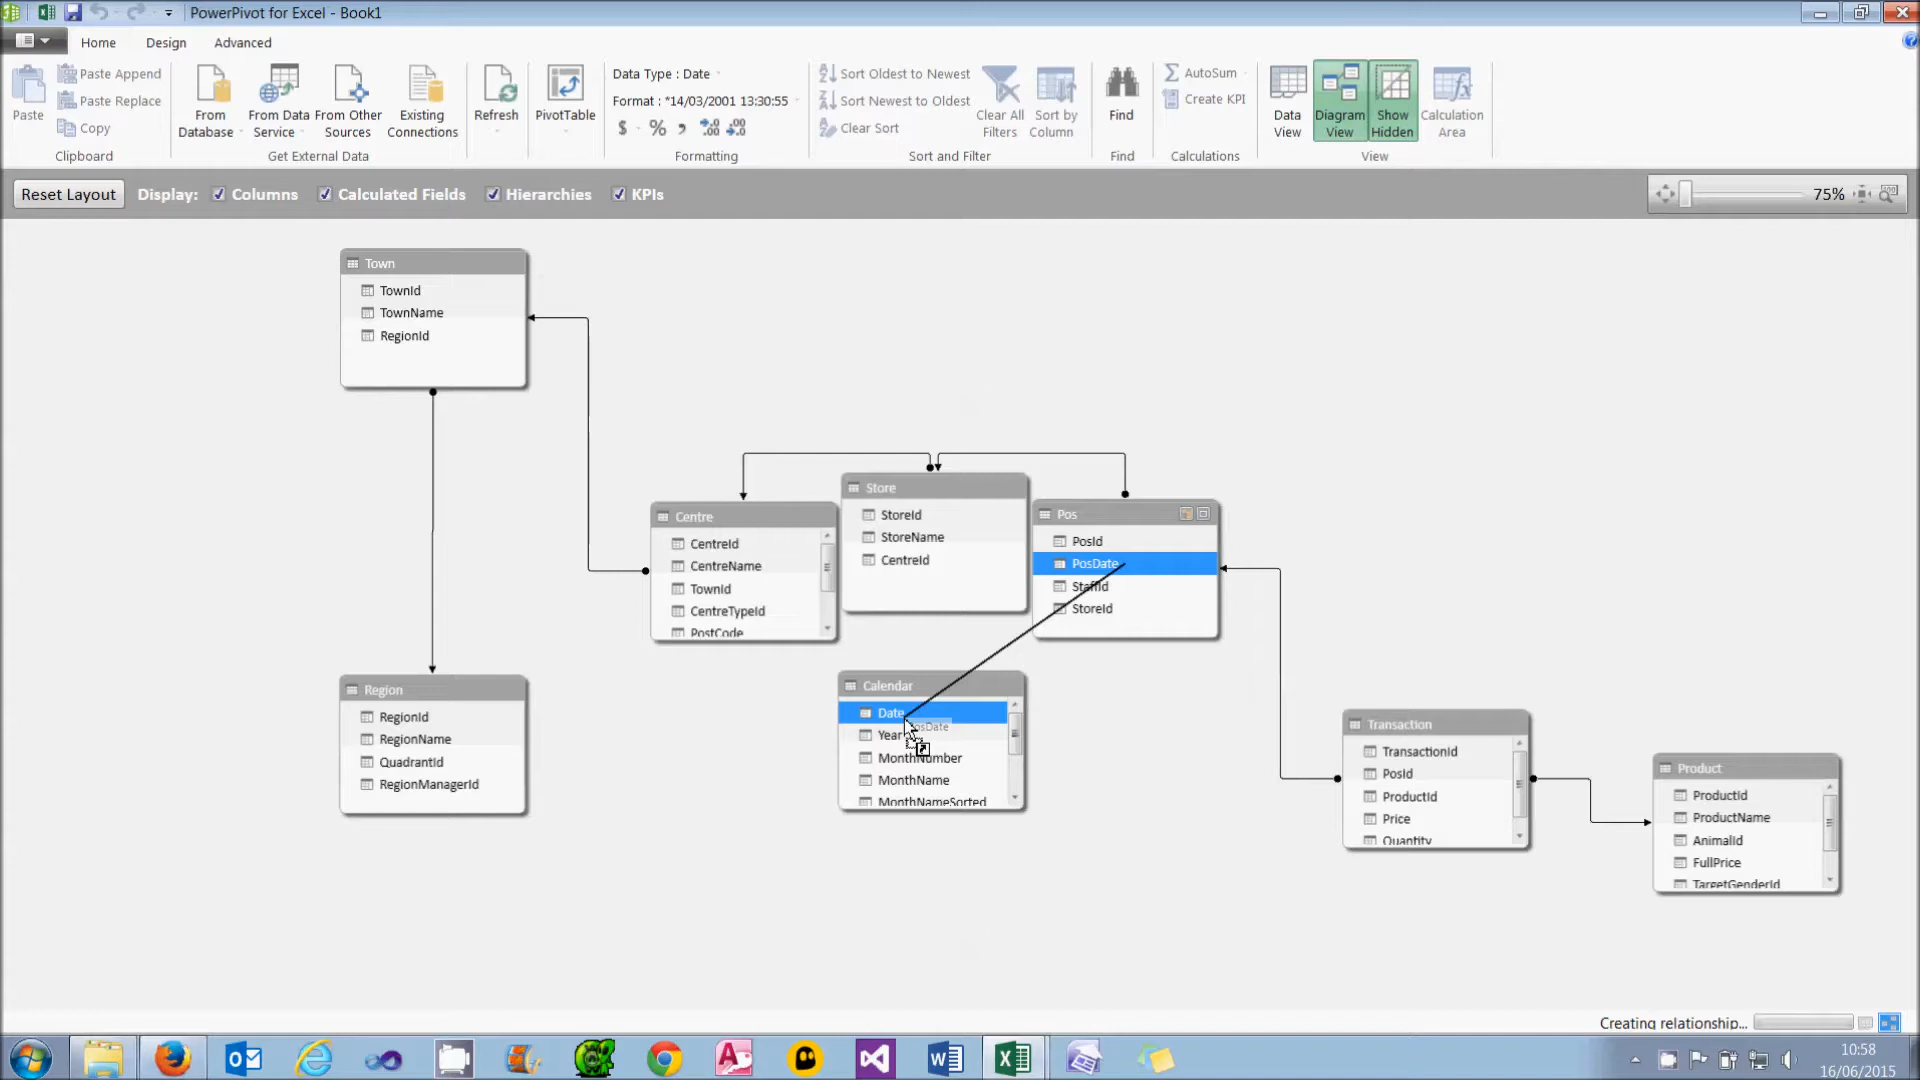 PowerPivot for Excel - Book1
Home Design Advanced
Paste
Paste Append
Paste Replace
Copy
Clipboard
From Database
From Data Service
From Other Sources
Existing Connections
Get External Data
Refresh
PivotTable
Data Type : Date
Format : *14/03/2001 13:30:55
$ % , .00 .00
Formatting
Sort Oldest to Newest
Sort Newest to Oldest
Clear Sort
Clear All Filters
Sort by Column
Sort and Filter
Find
Find
AutoSum
Create KPI
Calculations
Data View
Diagram View
Show Hidden
Calculation Area
View
Reset Layout Display: Columns Calculated Fields Hierarchies KPIs 75%
Town
TownId
TownName
RegionId
Region
RegionId
RegionName
QuadrantId
RegionManagerId
Centre
CentreId
CentreName
TownId
CentreTypeId
PostCode
Store
StoreId
StoreName
CentreId
Pos
PosId
PosDate
StaffId
StoreId
Calendar
Date
PosDate
Year
MonthNumber
MonthName
MonthNameSorted
Transaction
TransactionId
PosId
ProductId
Price
Quantity
Product
ProductId
ProductName
AnimalId
FullPrice
TargetGenderId
Creating relationship...
10:58
16/06/2015